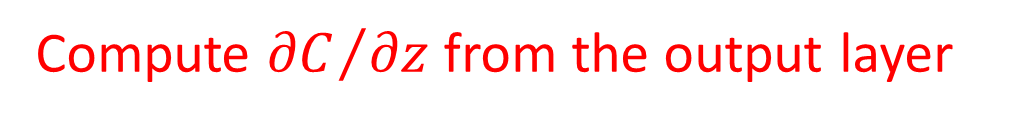 Compute 𝜕𝐶/𝜕𝑧 from the output layer